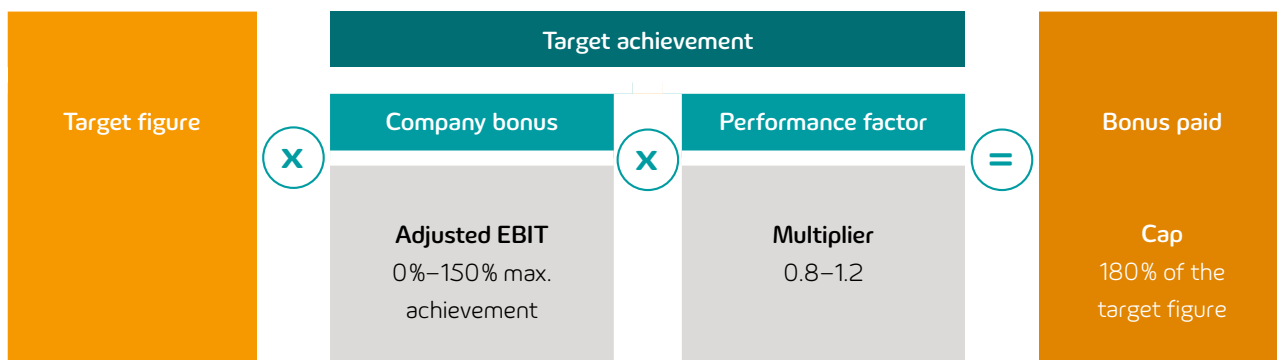 Target achievement
Target figure
x
Company bonus
x
Performance factor
=
Bonus paid
Adjusted EBIT
0%–150% max.
achievement
Multiplier
0.8–1.2
Cap
180% of the
target figure